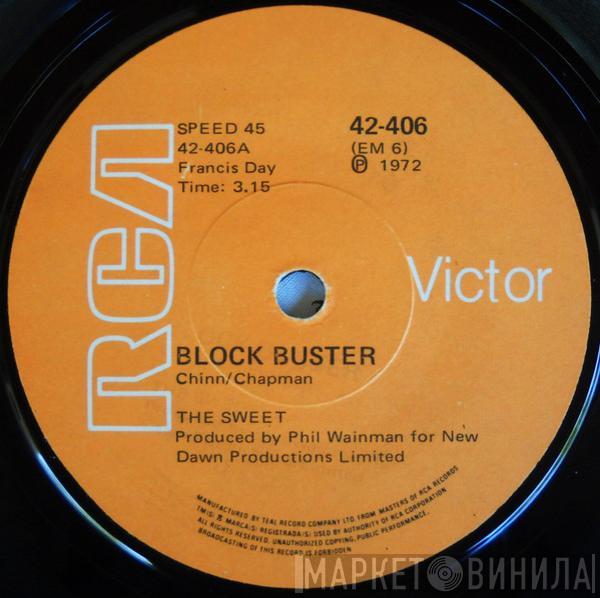 RCA
SPEED 45
42-406A
Francis Day
Time: 3.15
42-406
(EM 6)
Ⓟ 1972
Victor
BLOCK BUSTER
Chinn/Chapman
THE SWEET
Produced by Phil Wainman for New
Dawn Productions Limited
MANUFACTURED BY TEAL RECORD COMPANY LTD FROM MASTERS OF RCA RECORDS
TM(S) MARCA(S) REGISTRADA(S) USED BY AUTHORITY OF RCA CORPORATION
ALL RIGHTS RESERVED. UNAUTHORIZED COPYING, PUBLIC PERFORMANCE,
BROADCASTING OF THIS RECORD IS FORBIDDEN
МАРКЕТ ВИНИЛА